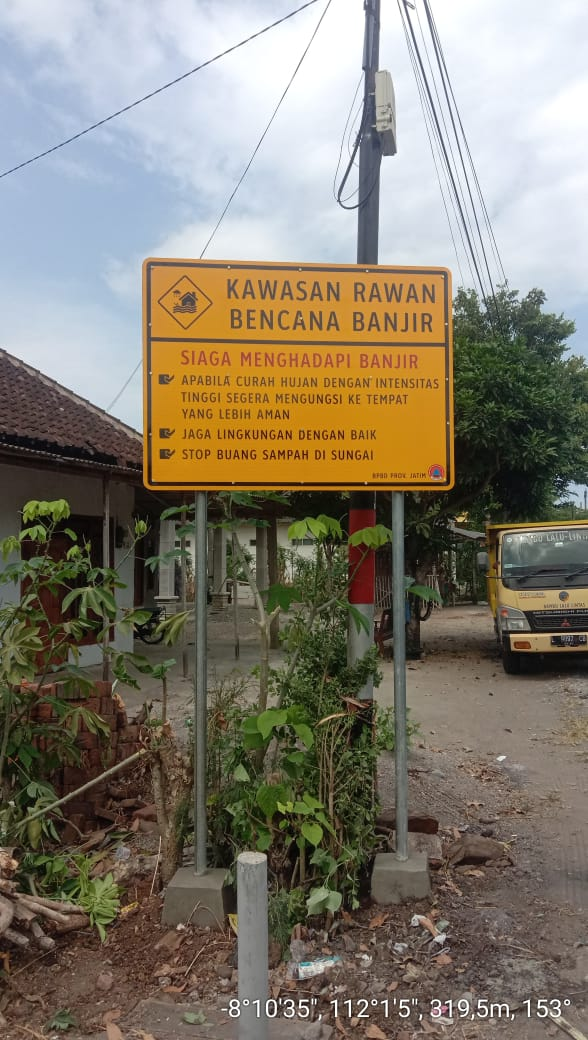 KAWASAN RAWAN
BENCANA BANJIR
SIAGA MENGHADAPI BANJIR
APABILA CURAH HUJAN DENGAN INTENSITAS
TINGGI SEGERA MENGUNGSI KE TEMPAT
YANG LEBIH AMAN
JAGA LINGKUNGAN DENGAN BAIK
STOP BUANG SAMPAH DI SUNGAI
BPBD PROV. JATIM
-8°10'35", 112°1'5", 319,5m, 153°